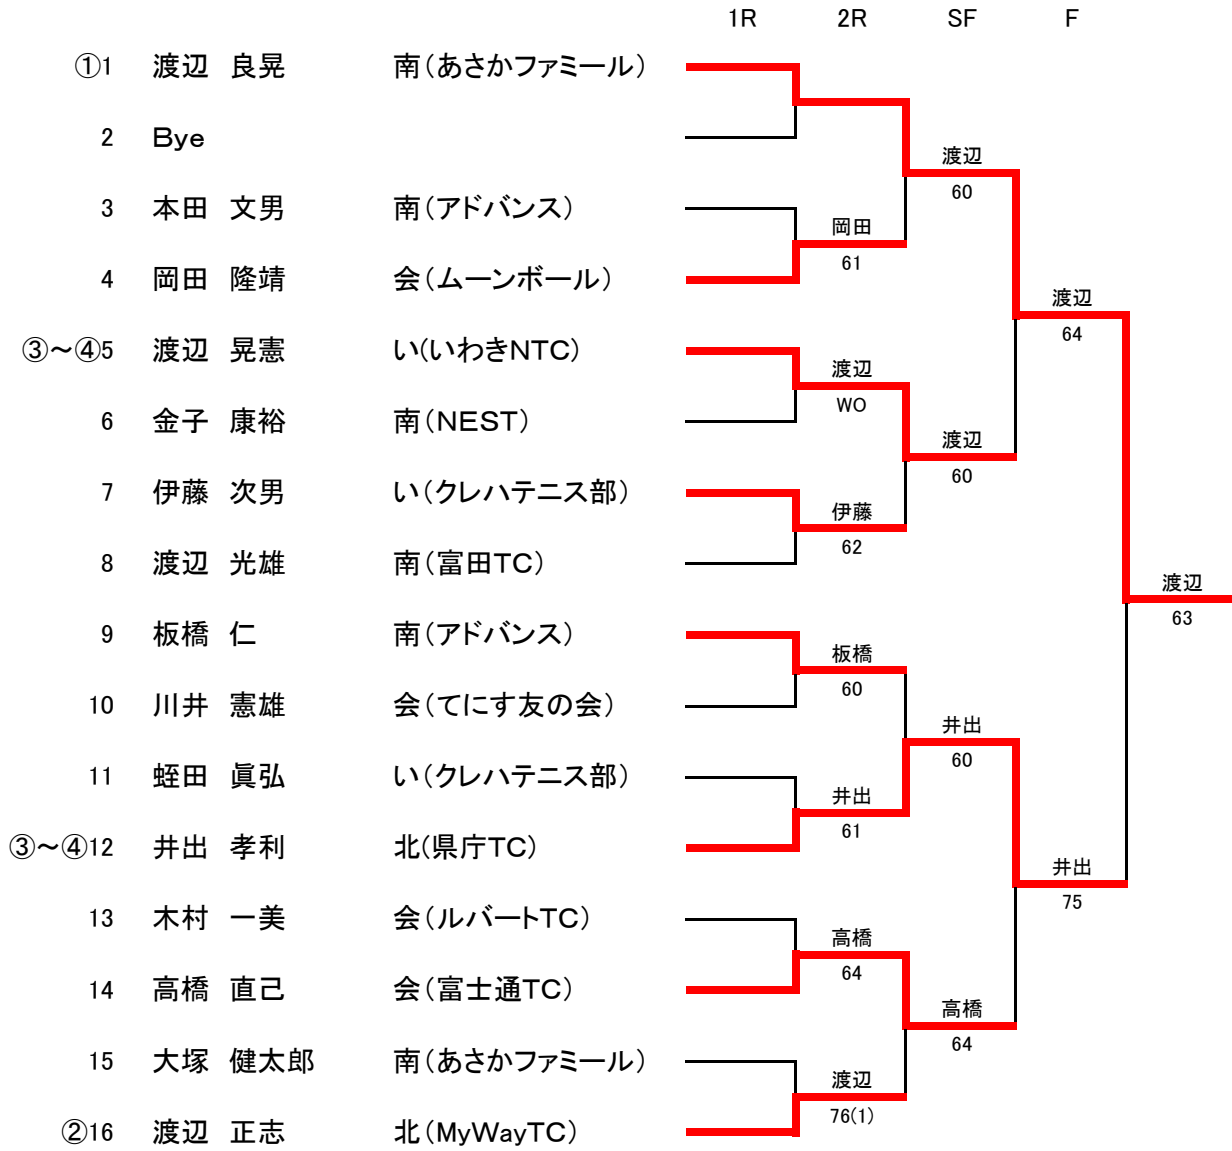 1R 2R SF F
①1 渡辺 良晃 南(あさかファミール)
2 Bye
渡辺
60
3 本田 文男 南(アドバンス)
岡田
61
4 岡田 隆靖 会(ムーンボール)
渡辺
64
③～④5 渡辺 晃憲 い(いわきNTC)
渡辺
WO
6 金子 康裕 南(NEST)
渡辺
60
7 伊藤 次男 い(クレハテニス部)
伊藤
62
8 渡辺 光雄 南(富田TC)
渡辺
63
9 板橋 仁 南(アドバンス)
板橋
60
10 川井 憲雄 会(てにす友の会)
井出
60
11 蛭田 眞弘 い(クレハテニス部)
井出
61
③～④12 井出 孝利 北(県庁TC)
井出
75
13 木村 一美 会(ルバートTC)
高橋
64
14 高橋 直己 会(富士通TC)
高橋
64
15 大塚 健太郎 南(あさかファミール)
渡辺
76(1)
②16 渡辺 正志 北(MyWayTC)